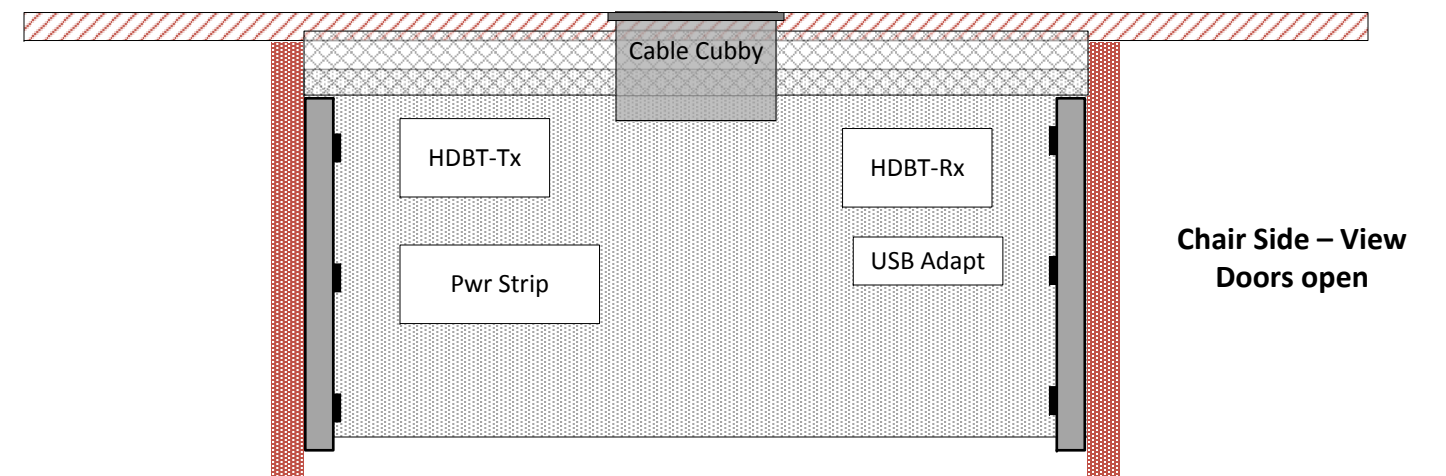 Cable Cubby
HDBT-Tx
HDBT-Rx
Chair Side – View
Doors open
USB Adapt
Pwr Strip